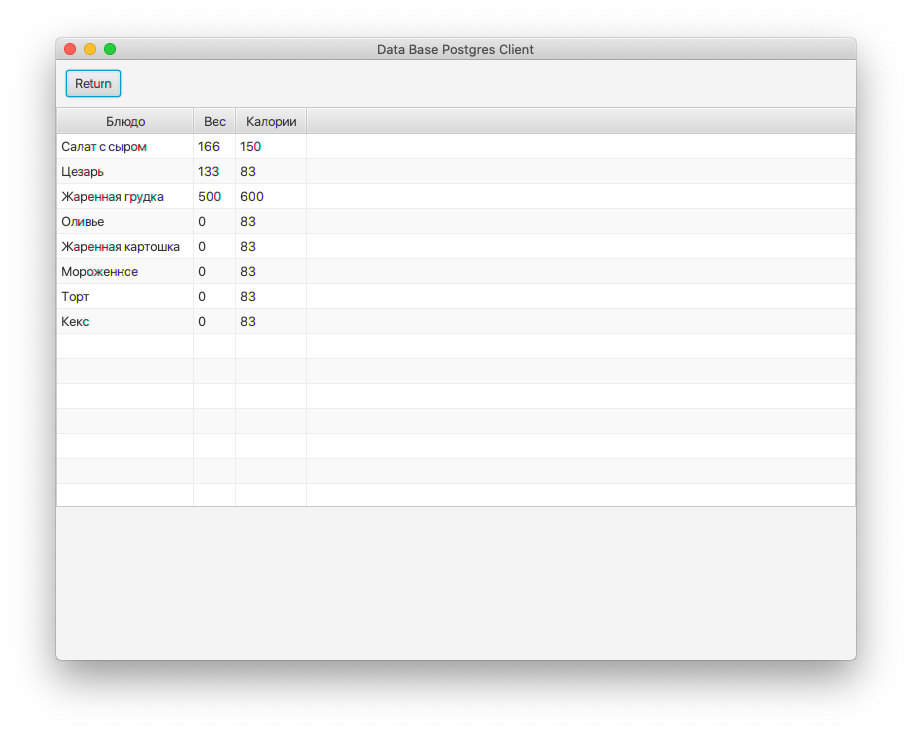 Data Base Postgres Client
Return
Блюдо Вес Калории
Салат с сыром 166 150
Цезарь 133 83
Жаренная грудка 500 600
Оливье 0 83
Жаренная картошка 0 83
Мороженное 0 83
Торт 0 83
Кекс 0 83